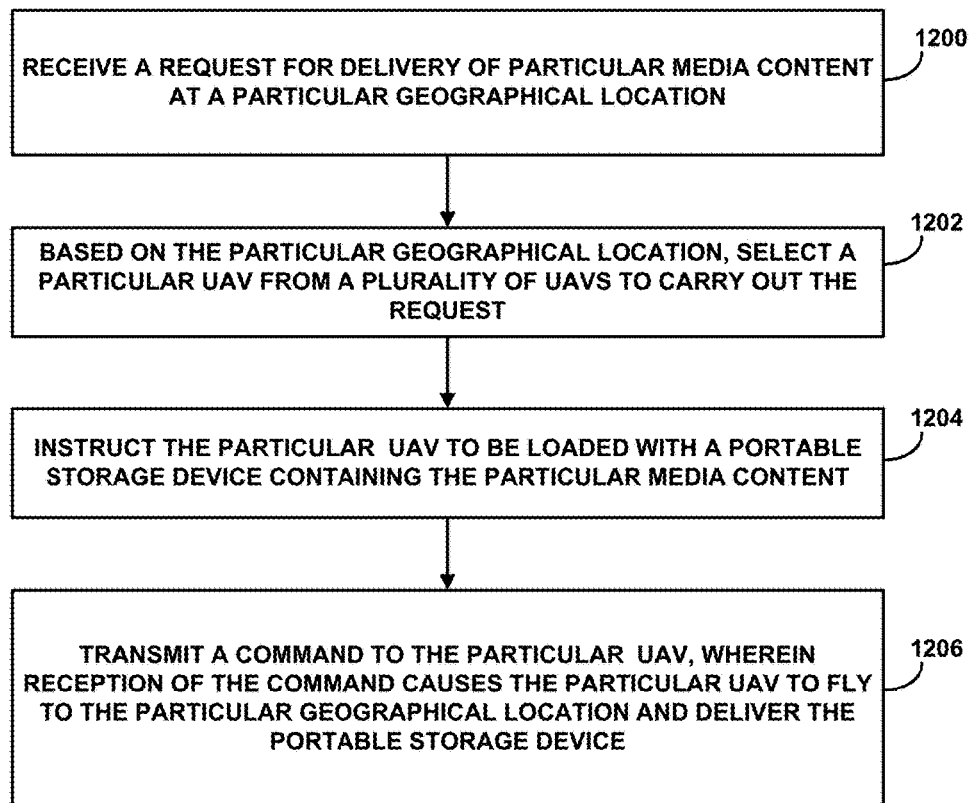 1200
RECEIVE A REQUEST FOR DELIVERY OF PARTICULAR MEDIA CONTENT
AT A PARTICULAR GEOGRAPHICAL LOCATION
1202
BASED ON THE PARTICULAR GEOGRAPHICAL LOCATION, SELECT A
PARTICULAR UAV FROM A PLURALITY OF UAVS TO CARRY OUT THE
REQUEST
1204
INSTRUCT THE PARTICULAR UAV TO BE LOADED WITH A PORTABLE
STORAGE DEVICE CONTAINING THE PARTICULAR MEDIA CONTENT
1206
TRANSMIT A COMMAND TO THE PARTICULAR UAV, WHEREIN
RECEPTION OF THE COMMAND CAUSES THE PARTICULAR UAV TO FLY
TO THE PARTICULAR GEOGRAPHICAL LOCATION AND DELIVER THE
PORTABLE STORAGE DEVICE